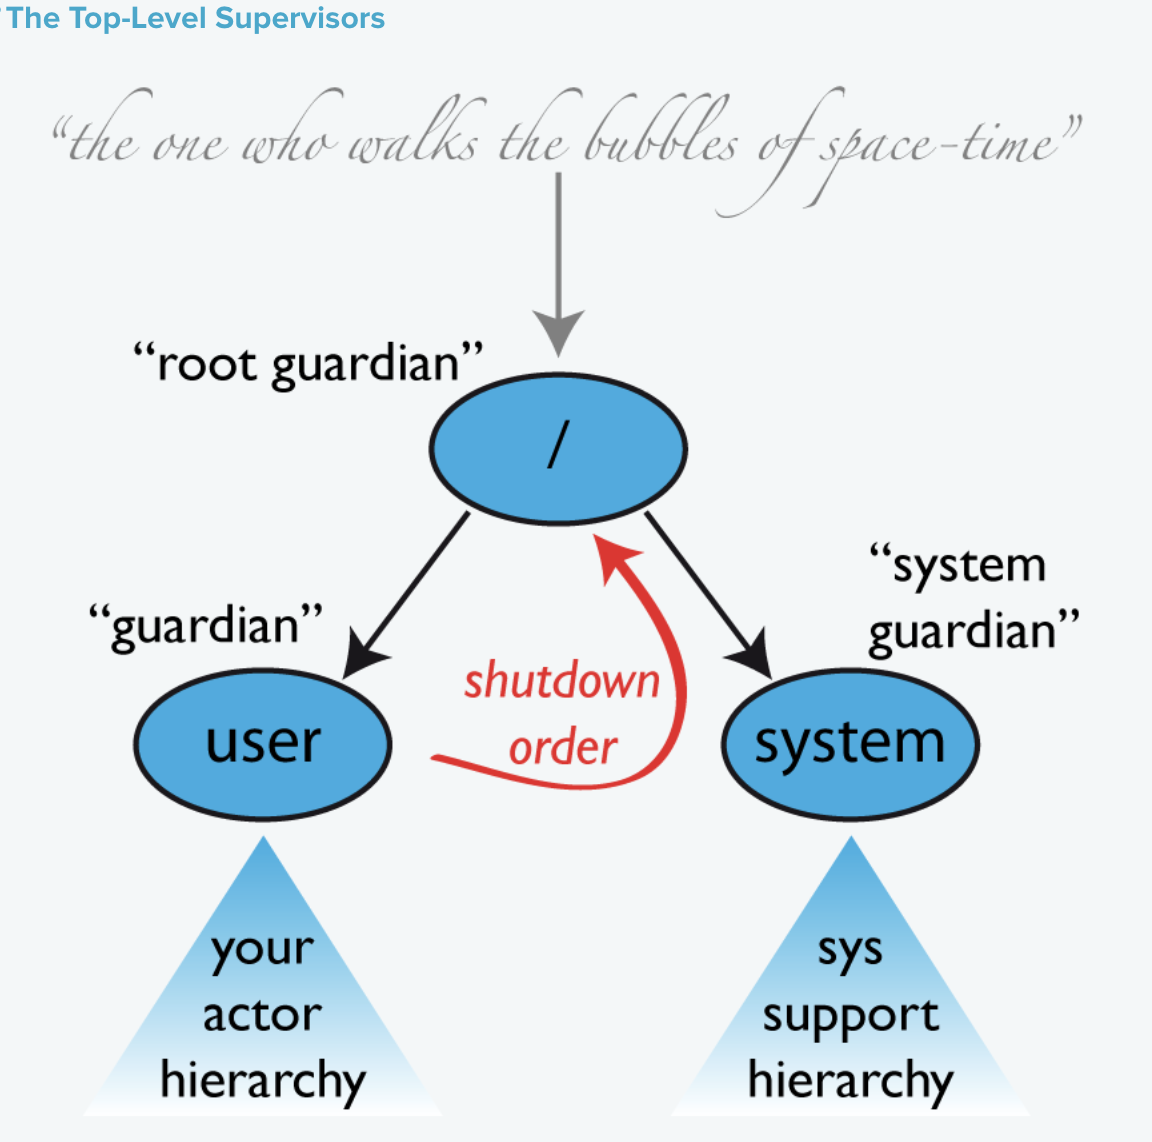 The Top-Level Supervisors
“the one who walks the bubbles of space-time”
“root guardian”
/
“guardian”
“system
guardian”
shutdown
order
user
system
your
actor
hierarchy
sys
support
hierarchy